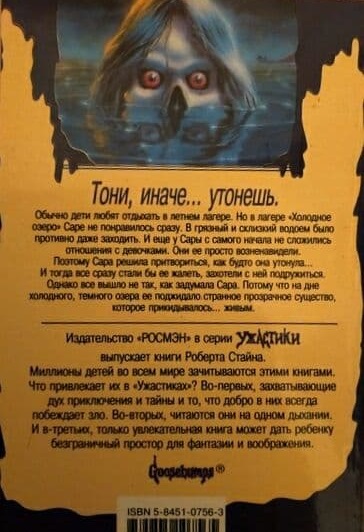 Тони, иначе... утонешь.
Обычно дети любят отдыхать в летнем лагере. Но в лагере «Холодное
озеро» Саре не понравилось сразу. В грязный и склизкий водоем было
противно даже заходить. И еще у Сары с самого начала не сложились
отношения с девочками. Они ее просто возненавидели.
Поэтому Сара решила притвориться, как будто она утонула...
И тогда все сразу стали бы ее жалеть, захотели с ней подружиться.
Однако все вышло не так, как задумала Сара. Потому что на дне
холодного, темного озера ее поджидало странное прозрачное существо,
которое прикидывалось... живым.
Издательство «РОСМЭН» в серии УЖАСТИКИ
выпускает книги Роберта Стайна.
Миллионы детей во всем мире зачитываются этими книгами.
Что привлекает их в «Ужастиках»? Во-первых, захватывающие
дух приключения и тайны и то, что добро в них всегда
побеждает зло. Во-вторых, читаются они на одном дыхании.
И в-третьих, только увлекательная книга может дать ребенку
безграничный простор для фантазии и воображения.
Goosebumps®
ISBN 5-8451-0756-3